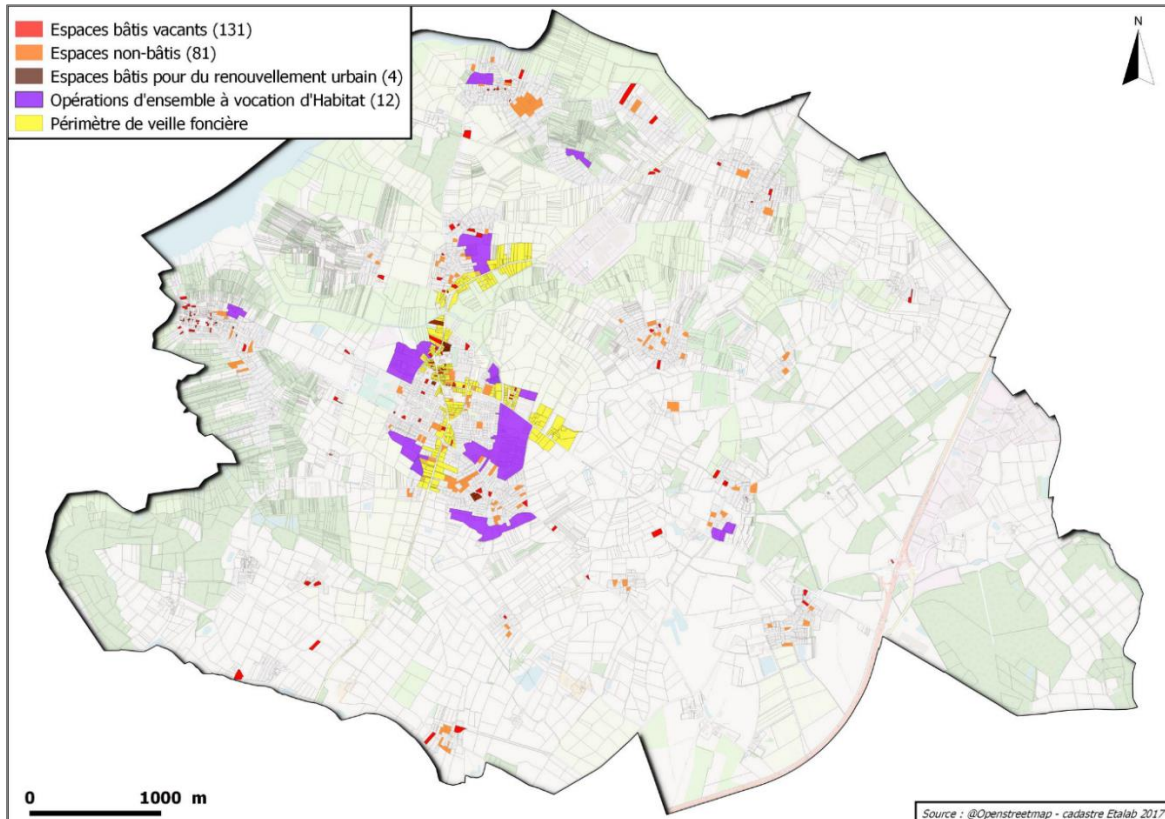 Espaces bâtis vacants (131)
Espaces non-bâtis (81)
Espaces bâtis pour du renouvellement urbain (4)
Opérations d'ensemble à vocation d'Habitat (12)
Périmètre de veille foncière
N
0 1000 m
Source : @Openstreetmap - cadastre Etalab 2017